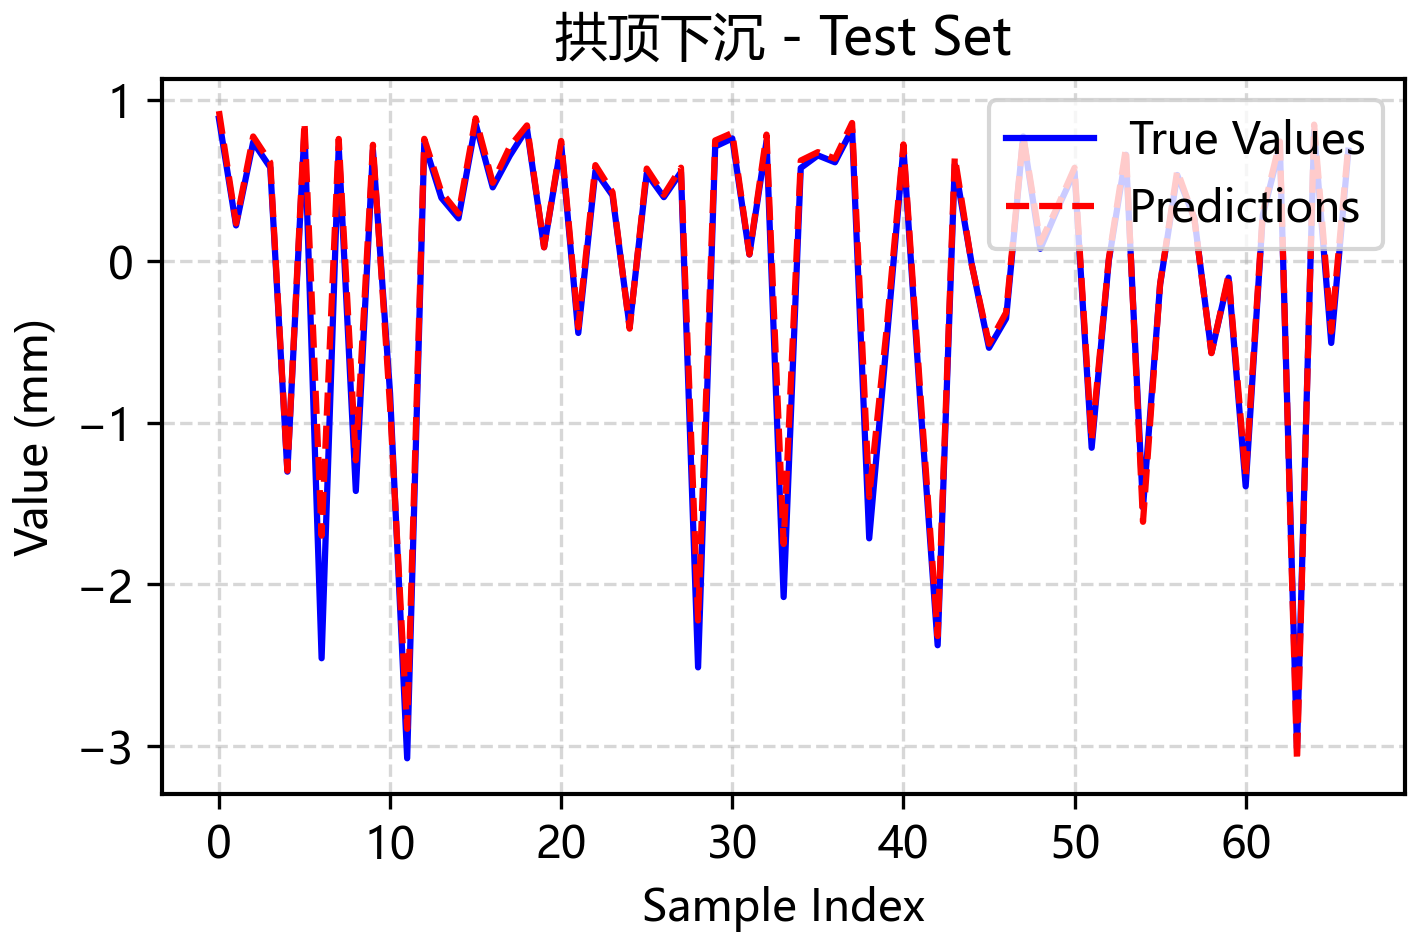 拱顶下沉 - Test Set
True Values
Predictions
Value (mm)
1
0
−1
−2
−3
0 10 20 30 40 50 60
Sample Index